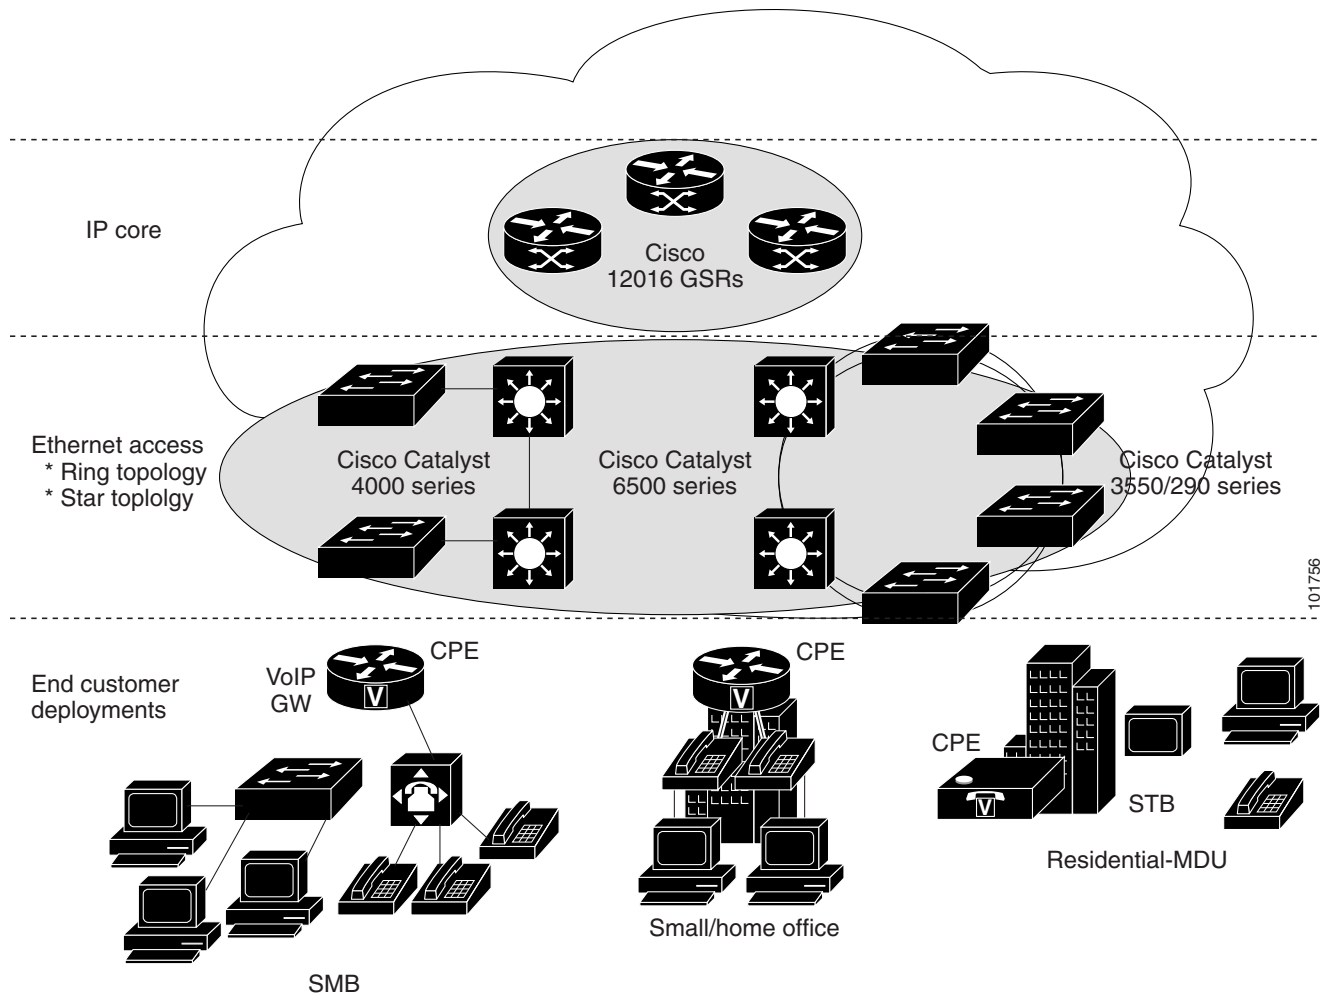 IP core
Cisco
12016 GSRs
Ethernet access
* Ring topology
* Star toplolgy
Cisco Catalyst
4000 series
Cisco Catalyst
6500 series
Cisco Catalyst
3550/290 series
101756
End customer
deployments
VoIP
GW
CPE
V
SMB
CPE
V
Small/home office
CPE
V
STB
Residential-MDU